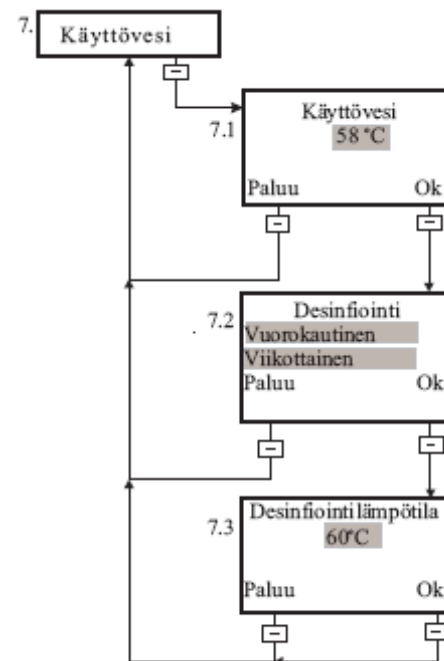 7.
Käyttövesi
7.1
Käyttövesi
58 °C
Paluu Ok
7.2
Desinfiointi
Vuorokautinen
Viikottainen
Paluu Ok
7.3
Desinfiointilämpötila
60°C
Paluu Ok